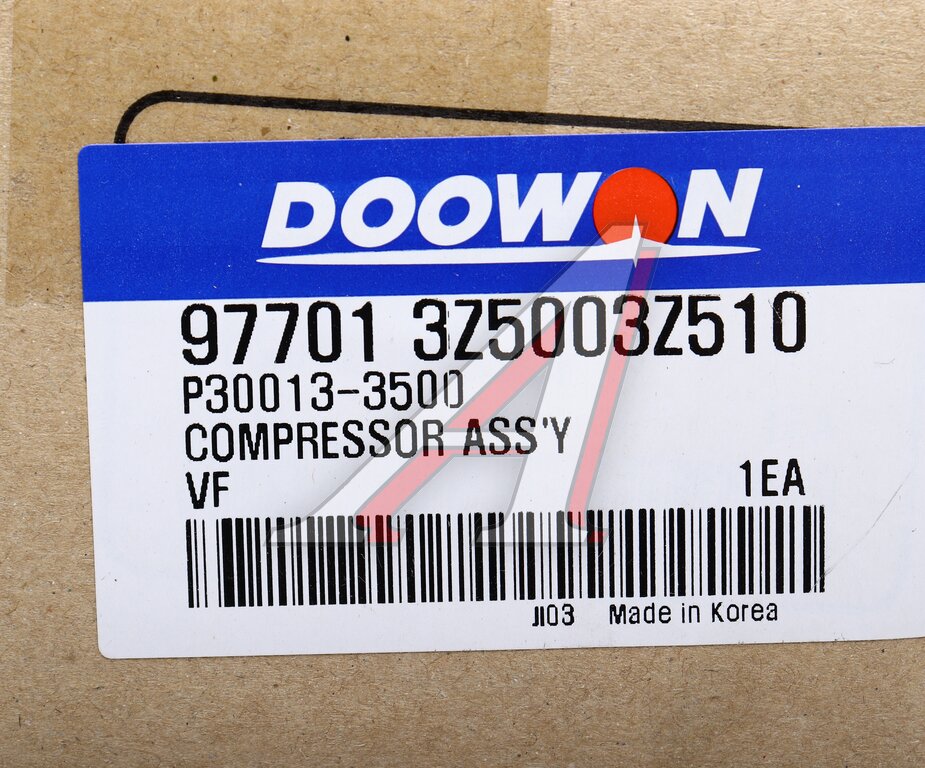 DOOWON
97701 3Z5003Z510
P30013-3500
COMPRESSOR ASS'Y
VF 1EA
JI03 Made in Korea